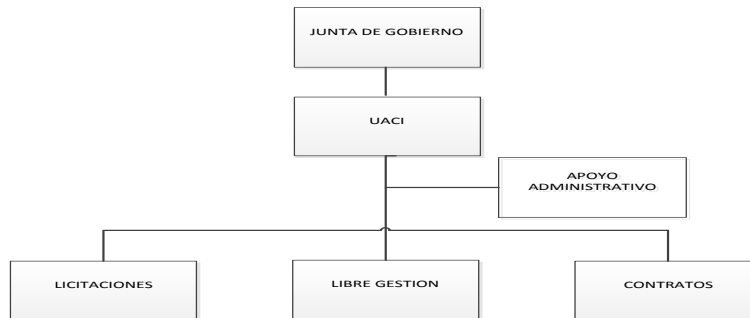 JUNTA DE GOBIERNO
UACI
APOYO
ADMINISTRATIVO
LICITACIONES
LIBRE GESTION
CONTRATOS